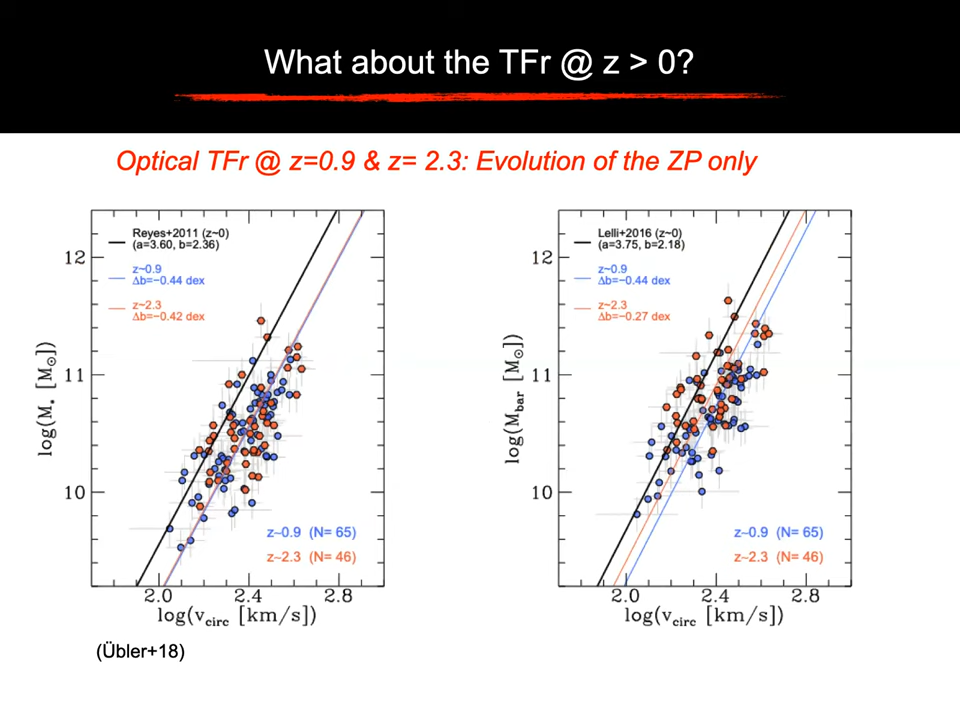 What about the TFr @ z > 0?
Optical TFr @ z=0.9 & z= 2.3: Evolution of the ZP only
Reyes+2011 (z~0)
(a=3.60, b=2.36)
z~0.9
Δb=−0.44 dex
z~2.3
Δb=−0.42 dex
12
11
10
log(M* [M☉])
z~0.9 (N= 65)
z~2.3 (N= 46)
2.0 2.4 2.8
log(vcirc [km/s])
Lelli+2016 (z~0)
(a=3.75, b=2.18)
z~0.9
Δb=−0.44 dex
z~2.3
Δb=−0.27 dex
12
11
10
log(Mbar [M☉])
z~0.9 (N= 65)
z~2.3 (N= 46)
2.0 2.4 2.8
log(vcirc [km/s])
(Übler+18)